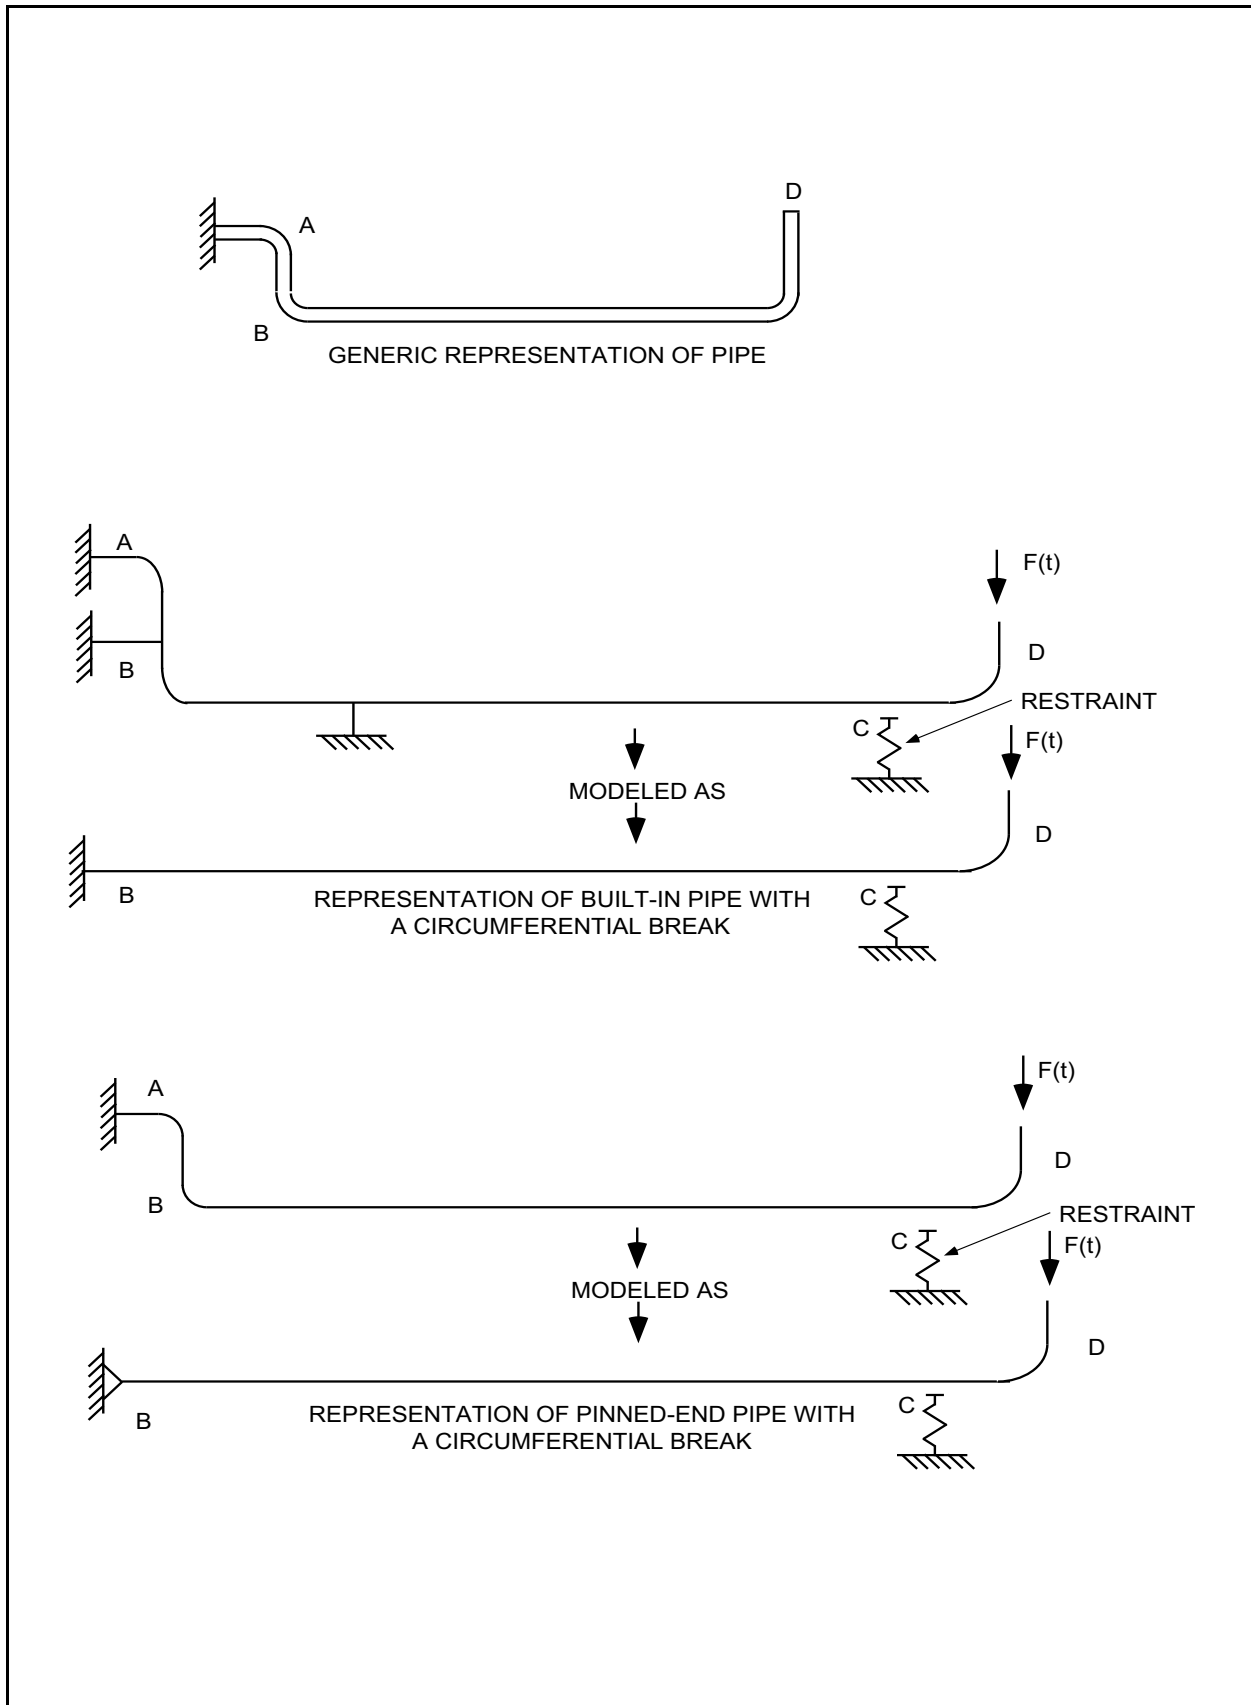 D
A
B
GENERIC REPRESENTATION OF PIPE
A
F(t)
B
D
RESTRAINT
C
F(t)
MODELED AS
D
B
C
REPRESENTATION OF BUILT-IN PIPE WITH
A CIRCUMFERENTIAL BREAK
F(t)
A
D
B
RESTRAINT
C
F(t)
MODELED AS
D
C
B
REPRESENTATION OF PINNED-END PIPE WITH
A CIRCUMFERENTIAL BREAK